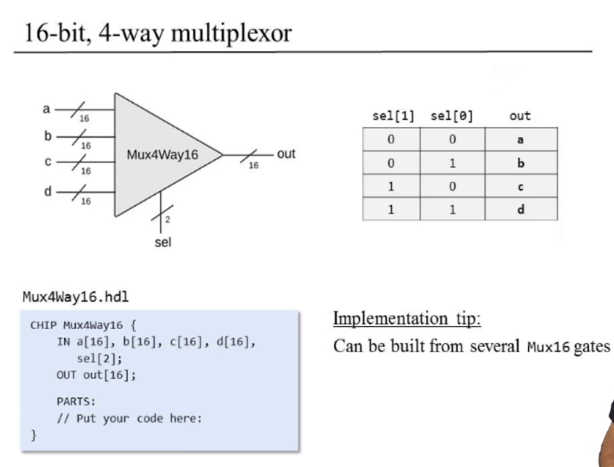 16-bit, 4-way multiplexor
a
16
b
16
c
16
d
16
Mux4Way16
16
out
2
sel
sel[1] sel[0] out
0 0 a
0 1 b
1 0 c
1 1 d
Mux4Way16.hdl
CHIP Mux4Way16 {
IN a[16], b[16], c[16], d[16],
sel[2];
OUT out[16];
PARTS:
// Put your code here:
}
Implementation tip:
Can be built from several Mux16 gates